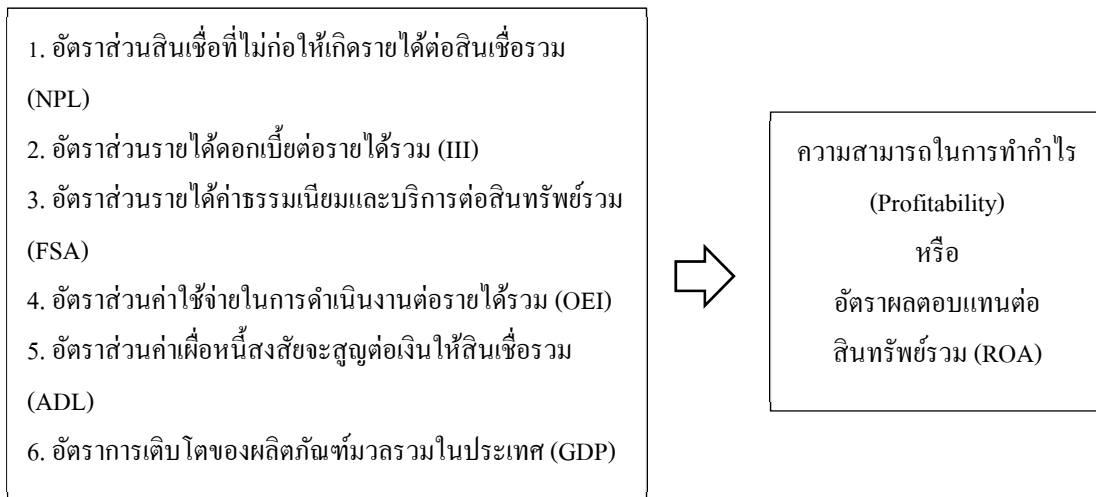 1. อัตราส่วนสินเชื่อที่ไม่ก่อให้เกิดรายได้ต่อสินเชื่อรวม
(NPL)
2. อัตราส่วนรายได้ดอกเบี้ยต่อรายได้รวม (III)
3. อัตราส่วนรายได้ค่าธรรมเนียมและบริการต่อสินทรัพย์รวม
(FSA)
4. อัตราส่วนค่าใช้จ่ายในการดำเนินงานต่อรายได้รวม (OEI)
5. อัตราส่วนค่าเผื่อหนี้สงสัยจะสูญต่อเงินให้สินเชื่อรวม
(ADL)
6. อัตราการเติบโตของผลิตภัณฑ์มวลรวมในประเทศ (GDP)
ความสามารถในการทำกำไร
(Profitability)
หรือ
อัตราผลตอบแทนต่อ
สินทรัพย์รวม (ROA)